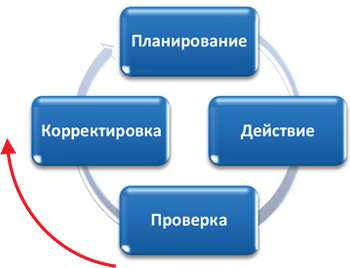 Планирование
Корректировка
Действие
Проверка